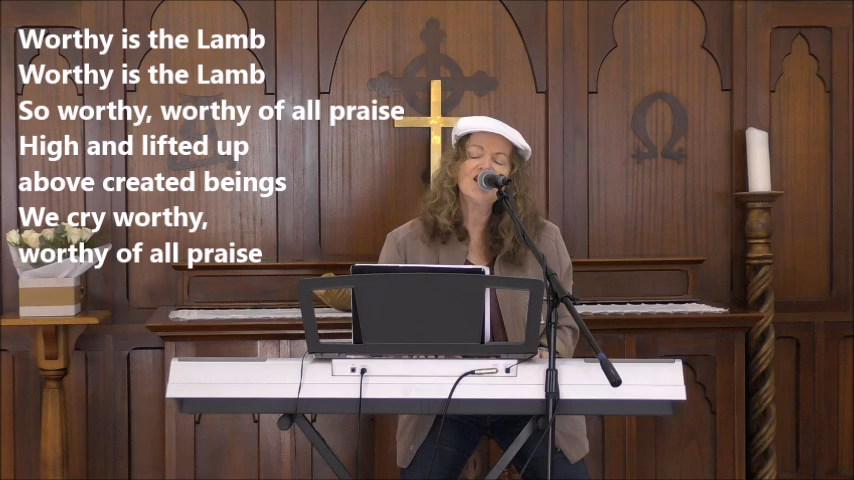 Worthy is the Lamb
Worthy is the Lamb
So worthy, worthy of all praise
High and lifted up
above created beings
We cry worthy,
worthy of all praise
Ω